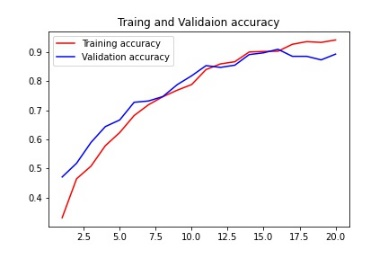 Traing and Validaion accuracy
Training accuracy
Validation accuracy
0.9
0.8
0.7
0.6
0.5
0.4
2.5 5.0 7.5 10.0 12.5 15.0 17.5 20.0